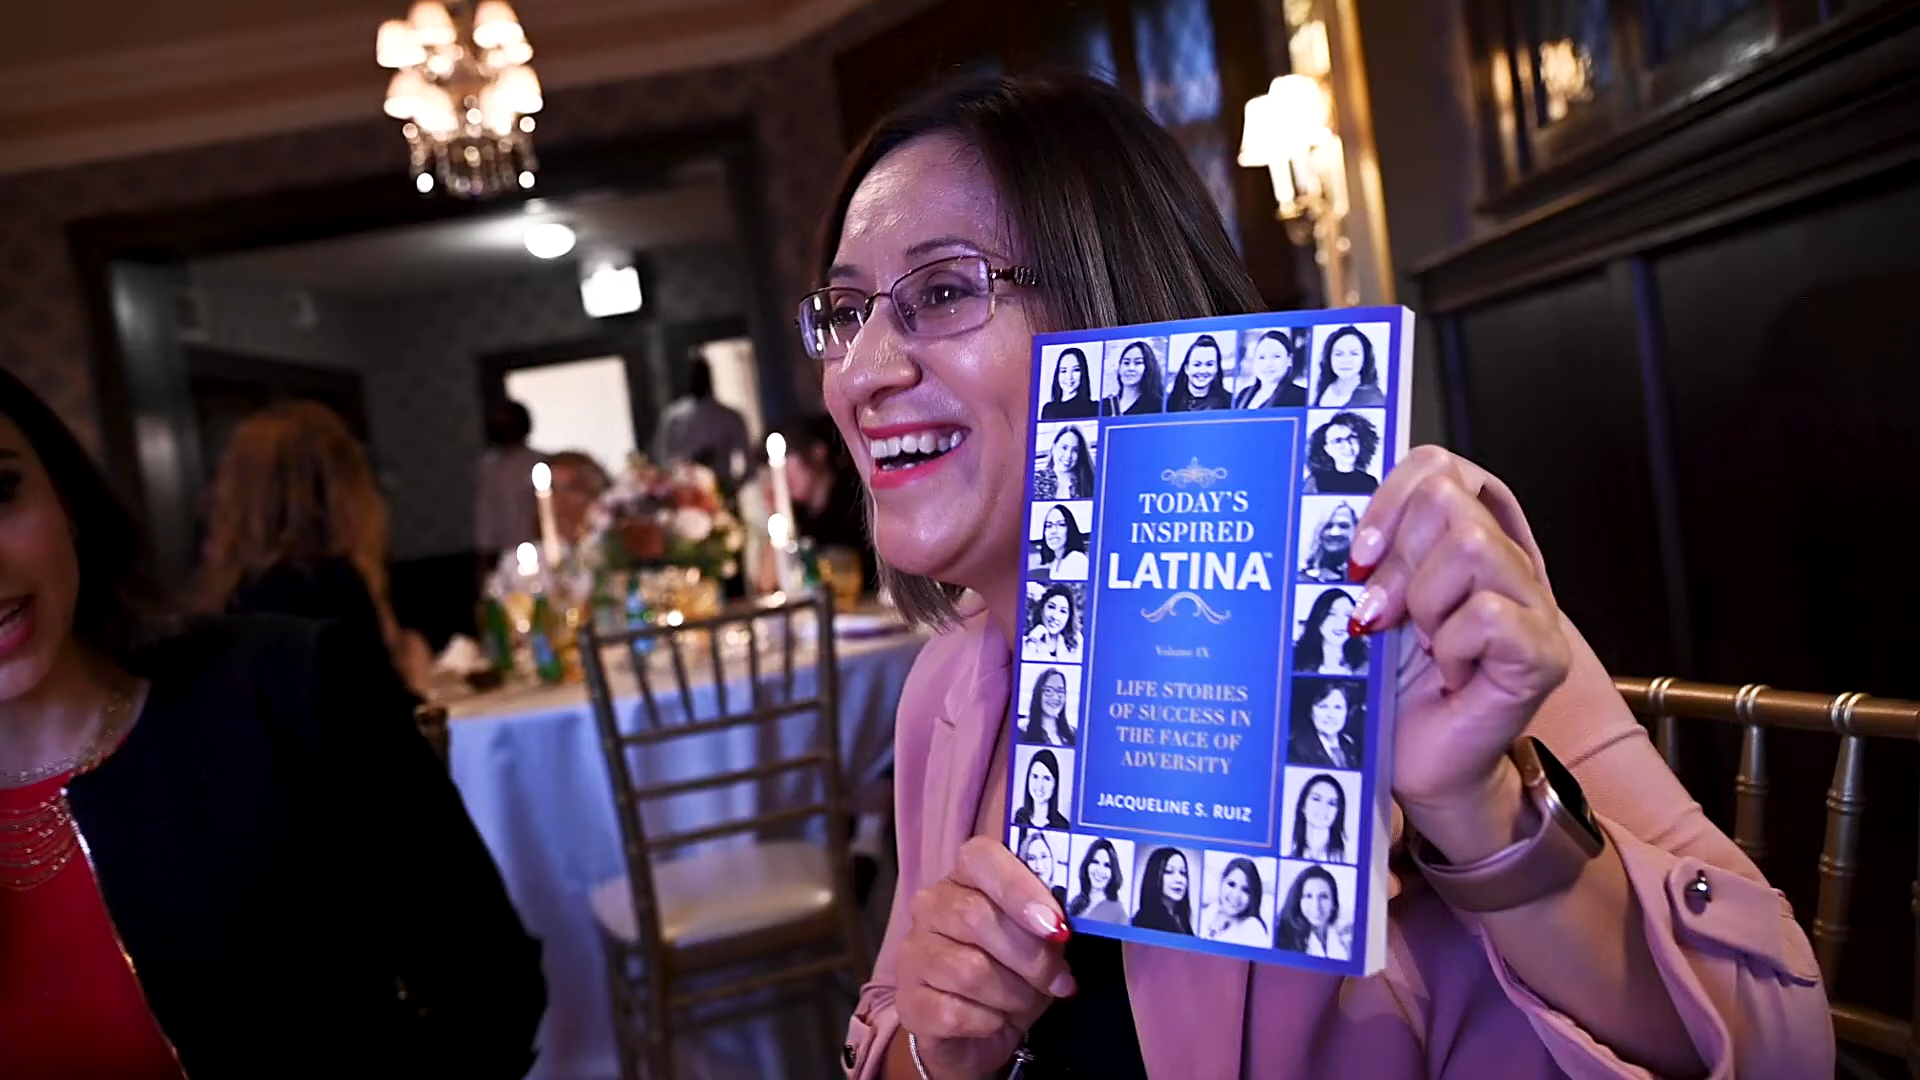 TODAY'S
INSPIRED
LATINA™
Volume IX
LIFE STORIES
OF SUCCESS IN
THE FACE OF
ADVERSITY
JACQUELINE S. RUIZ